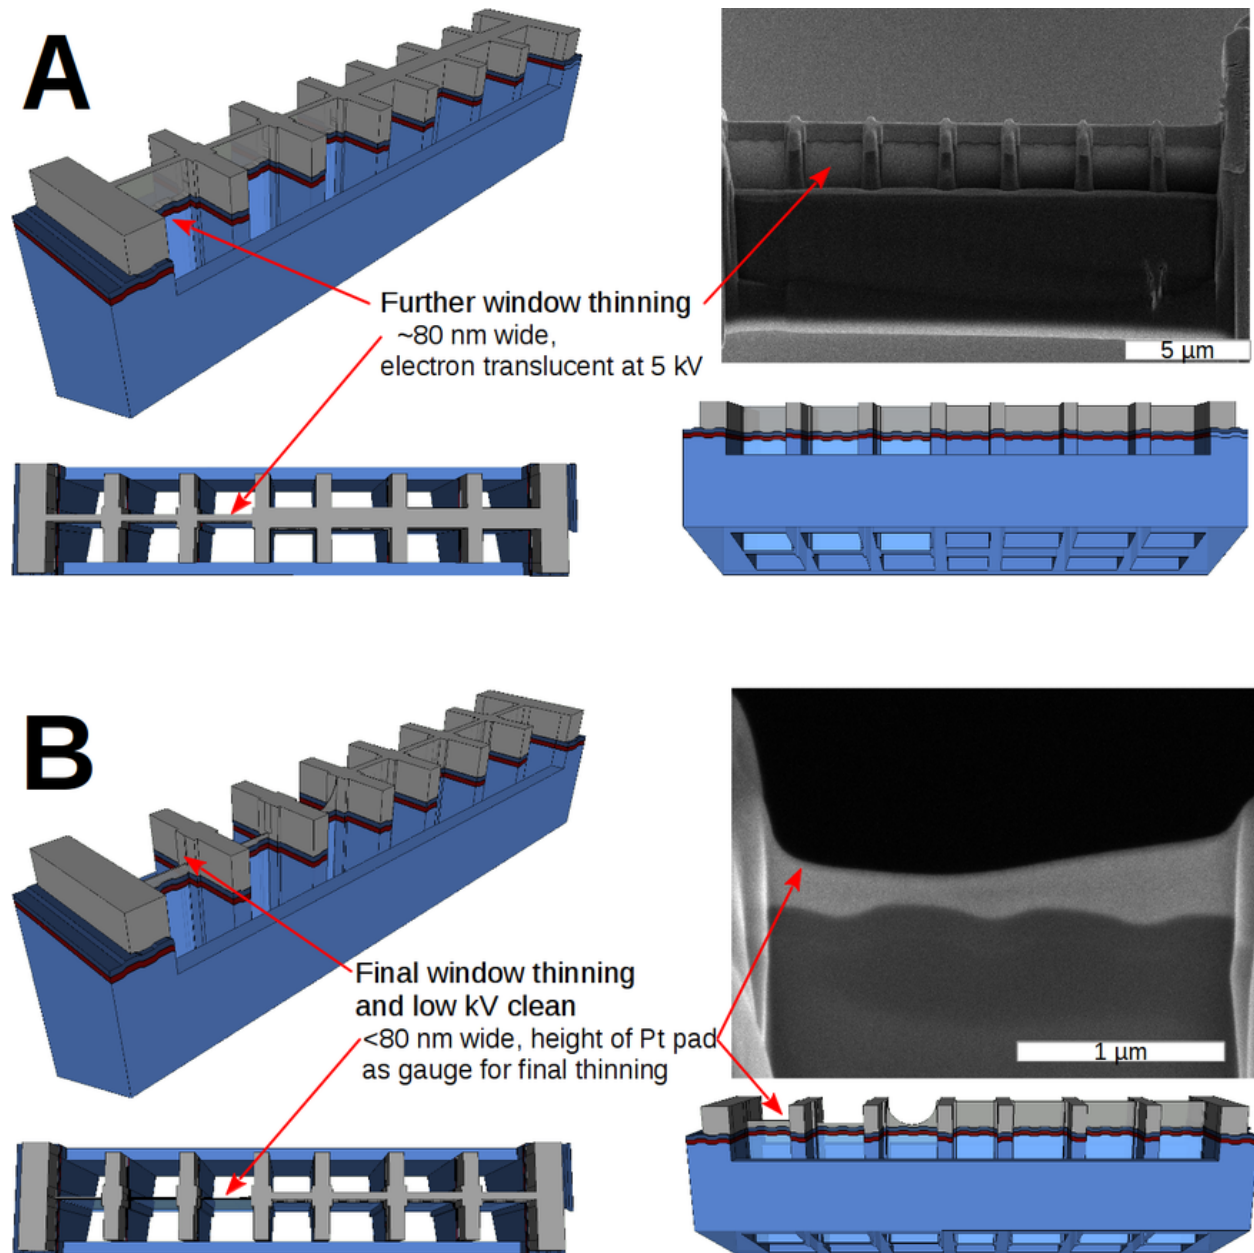 A
Further window thinning
~80 nm wide,
electron translucent at 5 kV
5 µm
B
Final window thinning
and low kV clean
<80 nm wide, height of Pt pad
as gauge for final thinning
1 µm